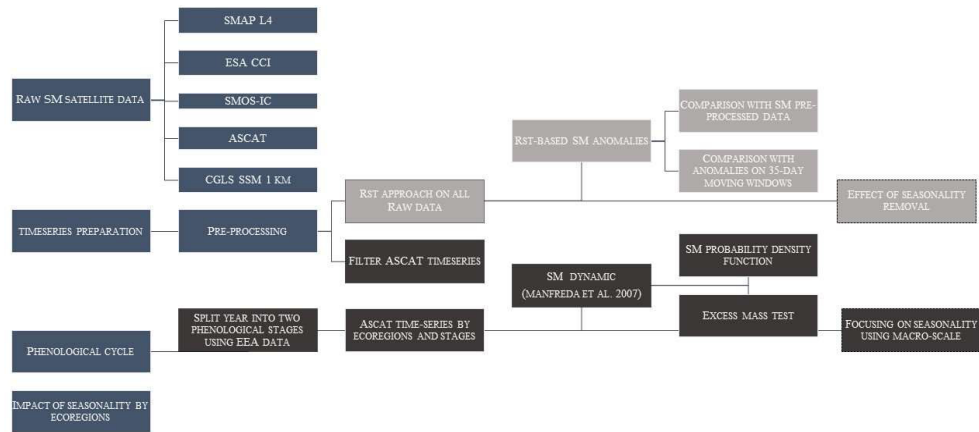 SMAP L4
ESA CCI
RAW SM SATELLITE DATA
SMOS-IC
ASCAT
CGLS SSM 1 KM
COMPARISON WITH SM PRE-
PROCESSED DATA
RST-BASED SM ANOMALIES
COMPARISON WITH
ANOMALIES ON 35-DAY
MOVING WINDOWS
RST APPROACH ON ALL
RAW DATA
EFFECT OF SEASONALITY
REMOVAL
TIMESERIES PREPARATION
PRE-PROCESSING
FILTER ASCAT TIMESERIES
SM PROBABILITY DENSITY
FUNCTION
SM DYNAMIC
(MANFREDA ET AL. 2007)
EXCESS MASS TEST
SPLIT YEAR INTO TWO
PHENOLOGICAL STAGES
USING EEA DATA
ASCAT TIME-SERIES BY
ECOREGIONS AND STAGES
FOCUSING ON SEASONALITY
USING MACRO-SCALE
PHENOLOGICAL CYCLE
IMPACT OF SEASONALITY BY
ECOREGIONS